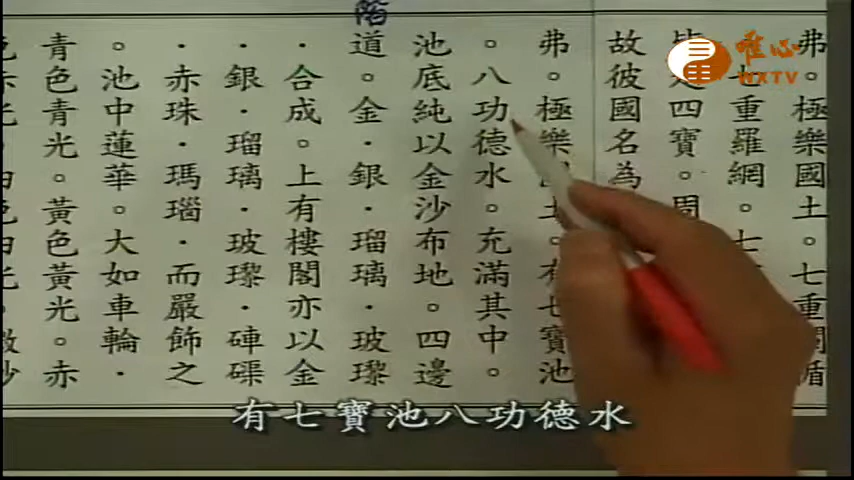 陷
弗。極樂國土。七重闌楯
七重羅網。七
四寶。周
故彼國名為
弗。極樂國土。有七寶池
。八功德水。充滿其中。
池底純以金沙布地。四邊
道。金・銀・瑠璃・玻瓈
・合成。上有樓閣亦以金
・銀・瑠璃・玻瓈・硨磲
・赤珠・瑪瑙・而嚴飾之
。池中蓮華。大如車輪・
青色青光。黃色黃光。赤
唯心
WXTV
有七寶池八功德水